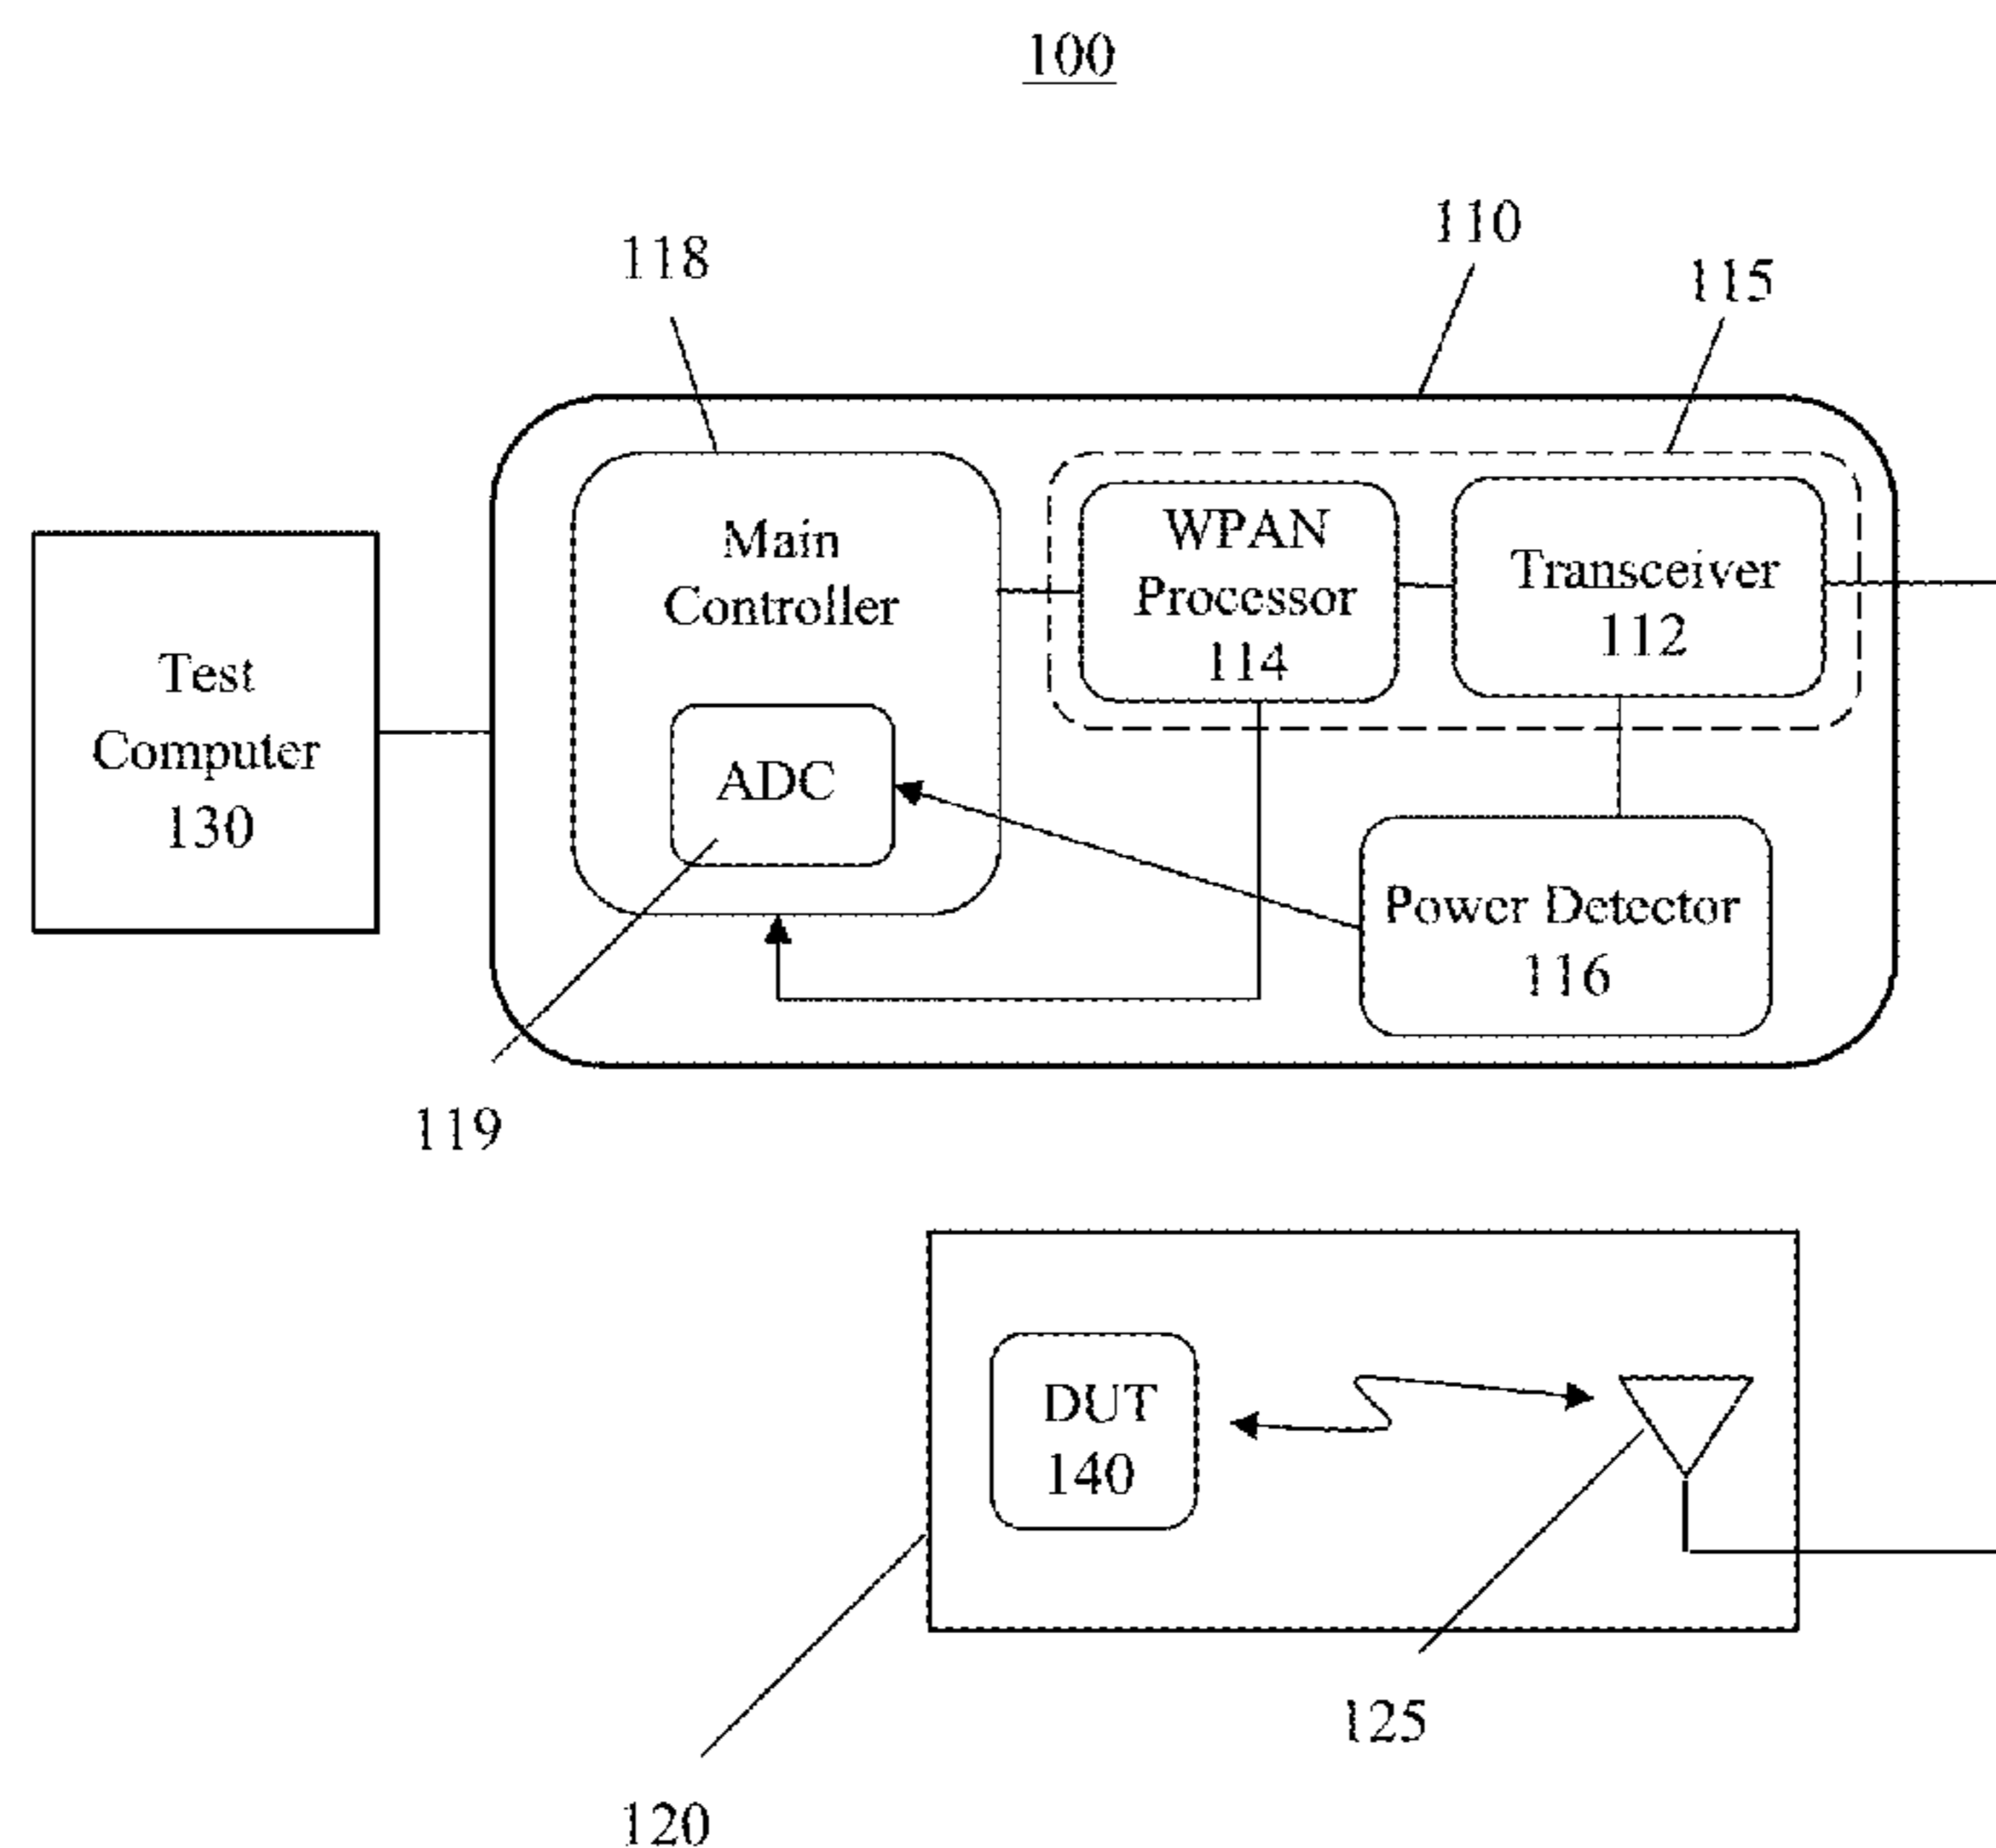 100
110
118
115
Main
Controller
WPAN
Processor
114
Transceiver
112
Test
Computer
130
ADC
Power Detector
116
119
DUT
140
125
120